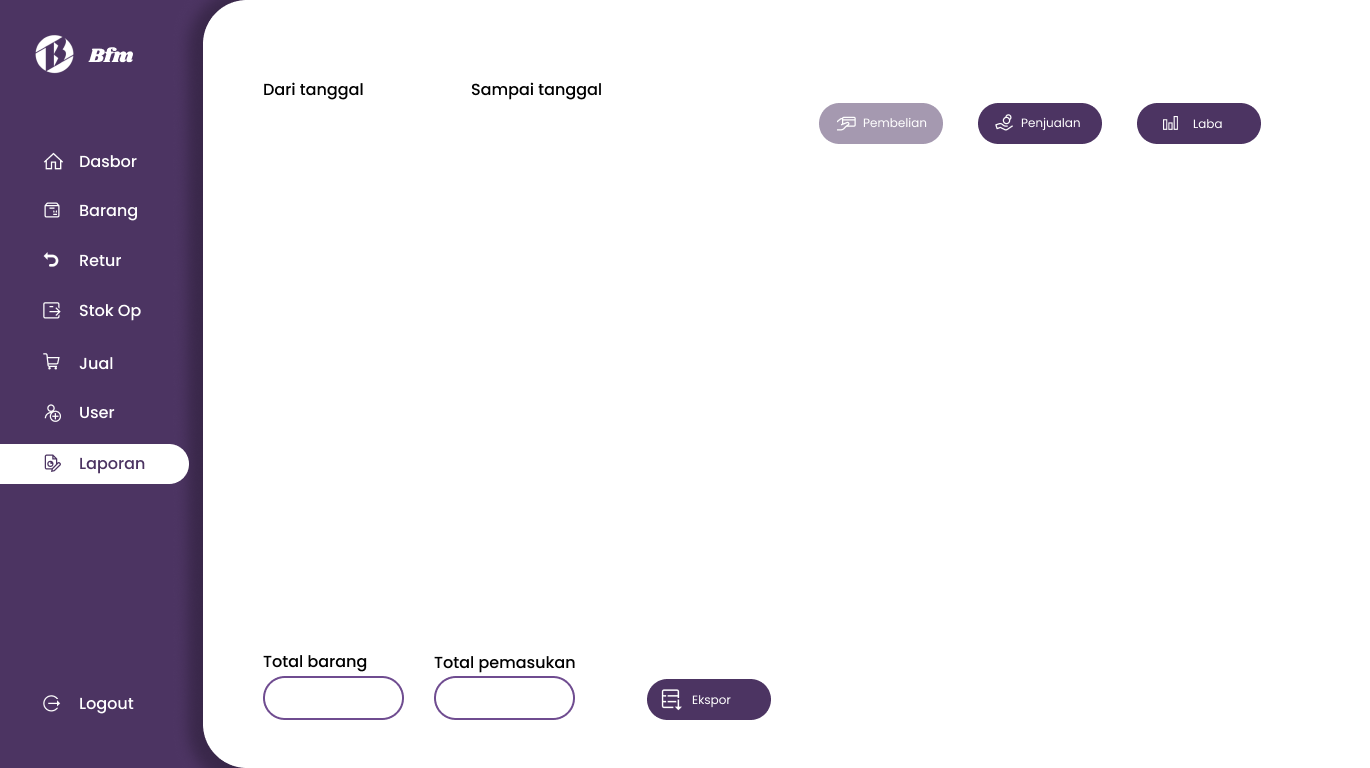 Bfm
Dasbor
Barang
Retur
Stok Op
Jual
User
Laporan
Logout
Dari tanggal
Sampai tanggal
Pembelian
Penjualan
Laba
Total barang
Total pemasukan
Ekspor